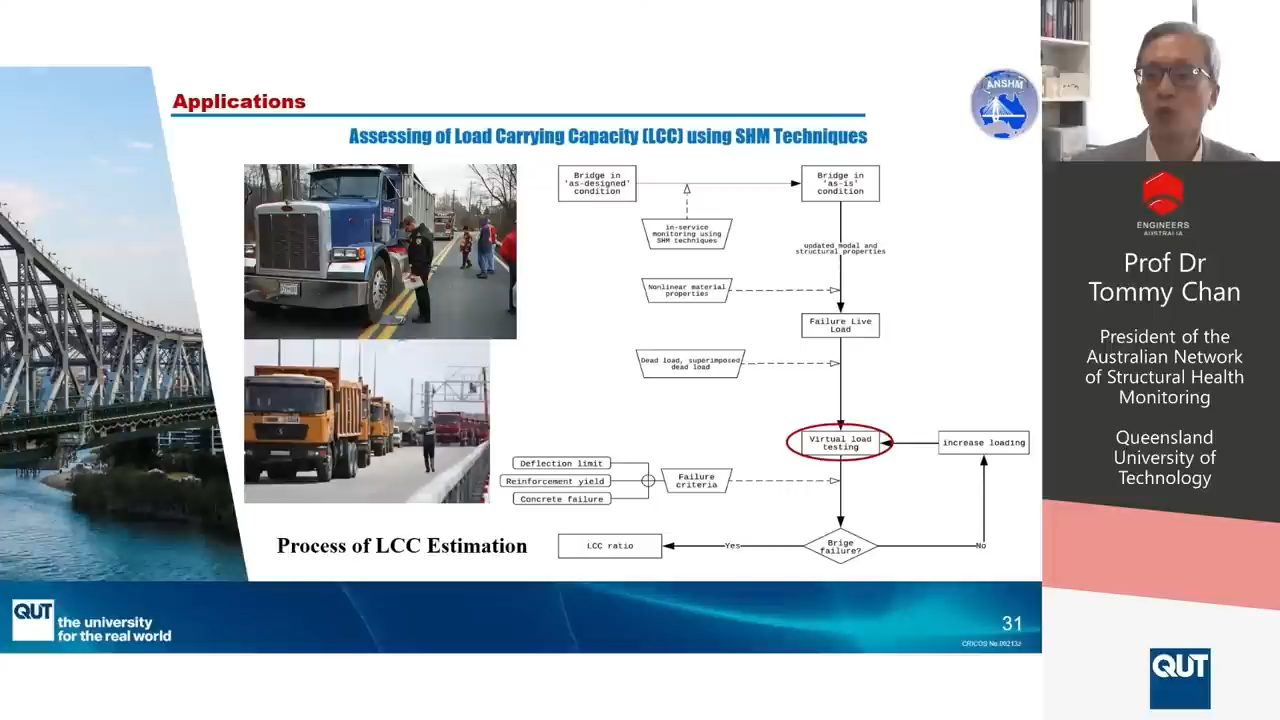 Applications
ANSHM
Assessing of Load Carrying Capacity (LCC) using SHM Techniques
Bridge in
'as-designed'
condition
Bridge in
'as-is'
condition
in-service
monitoring using
SHM techniques
updated modal and
structural properties
Nonlinear material
properties
Failure Live
Load
Dead load, superimposed
dead load
Virtual load
testing
increase loading
Deflection limit
Reinforcement yield
Concrete failure
Failure
criteria
Process of LCC Estimation
LCC ratio
Yes
Brige
failure?
No
QUT
the university
for the real world
31
ENGINEERS
AUSTRALIA
Prof Dr
Tommy Chan
President of the
Australian Network
of Structural Health
Monitoring
Queensland
University of
Technology
QUT